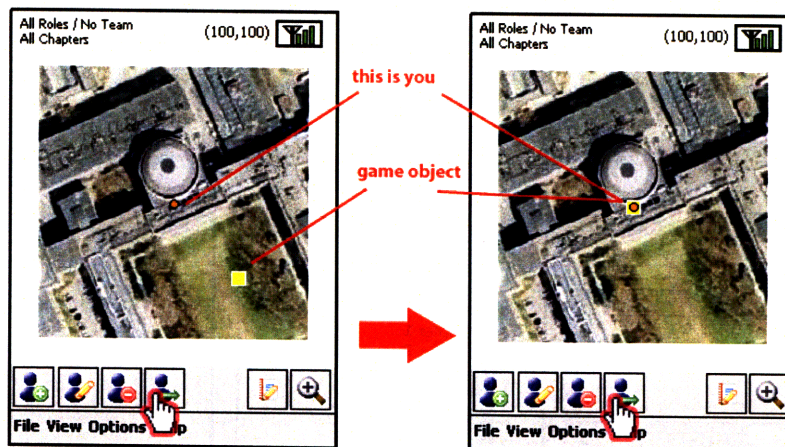 All Roles / No Team
All Chapters
(100,100)
this is you
game object
File View Options
All Roles / No Team
All Chapters
(100,100)
File View Options